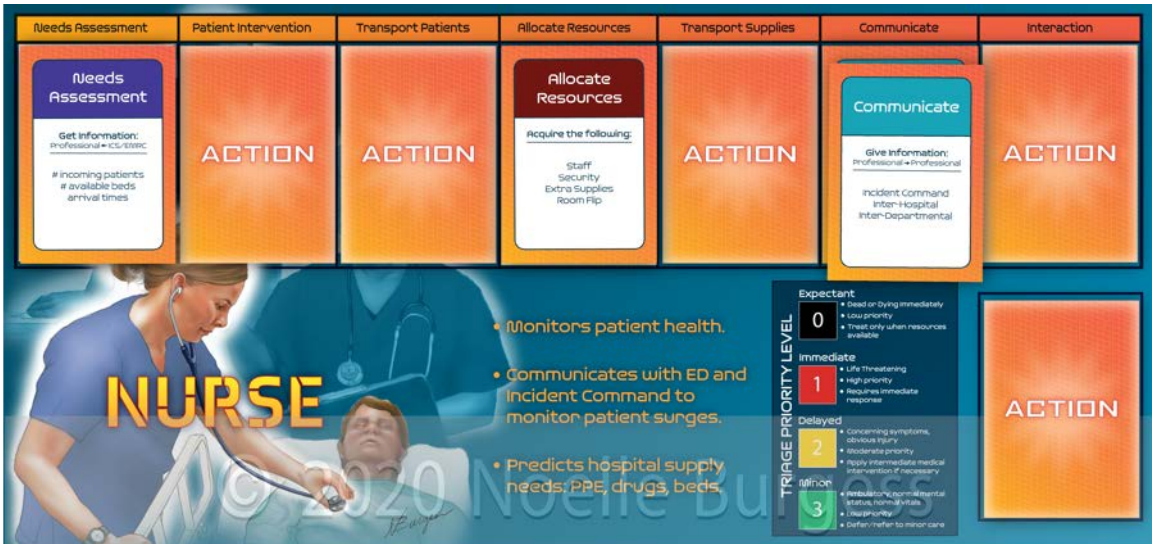 Needs Assessment
Patient Intervention
Transport Patients
Allocate Resources
Transport Supplies
Communicate
Interaction
Needs
Assessment
Get Information:
# incoming patients
# available beds
arrival times
ACTION
ACTION
Allocate
Resources
Acquire the following:
Staff
Security
Extra Supplies
Room Flip
ACTION
Communicate
Give Information:
Professional → Professional
Incident Command
Inter-Hospital
Inter-Departmental
ACTION
NURSE
• Monitors patient health.
• Communicates with ED and
Incident Command to
monitor patient surges.
• Predicts hospital supply
needs: PPE, drugs, beds.
TRIAGE PRIORITY LEVEL
Expectant
0
• Dead or Dying immediately
• Low priority
• Treat only when resources
available
Immediate
1
• Life Threatening
• High priority
• Requires immediate
response
Delayed
2
• Concerning symptoms,
obvious injury
• Moderate priority
• Apply intermediate medical
intervention if necessary
Minor
3
• Ambulatory, normal mental
status, normal vitals
• Low priority
• Defer/refer to minor care
ACTION
© 2020 Noelle Burgess